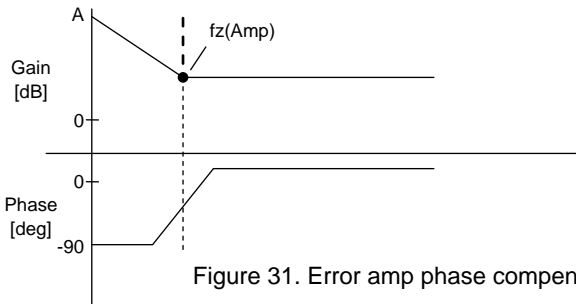 A
fz(Amp)
Gain
[dB]
0
0
Phase
[deg]
-90
Figure 31. Error amp phase compen